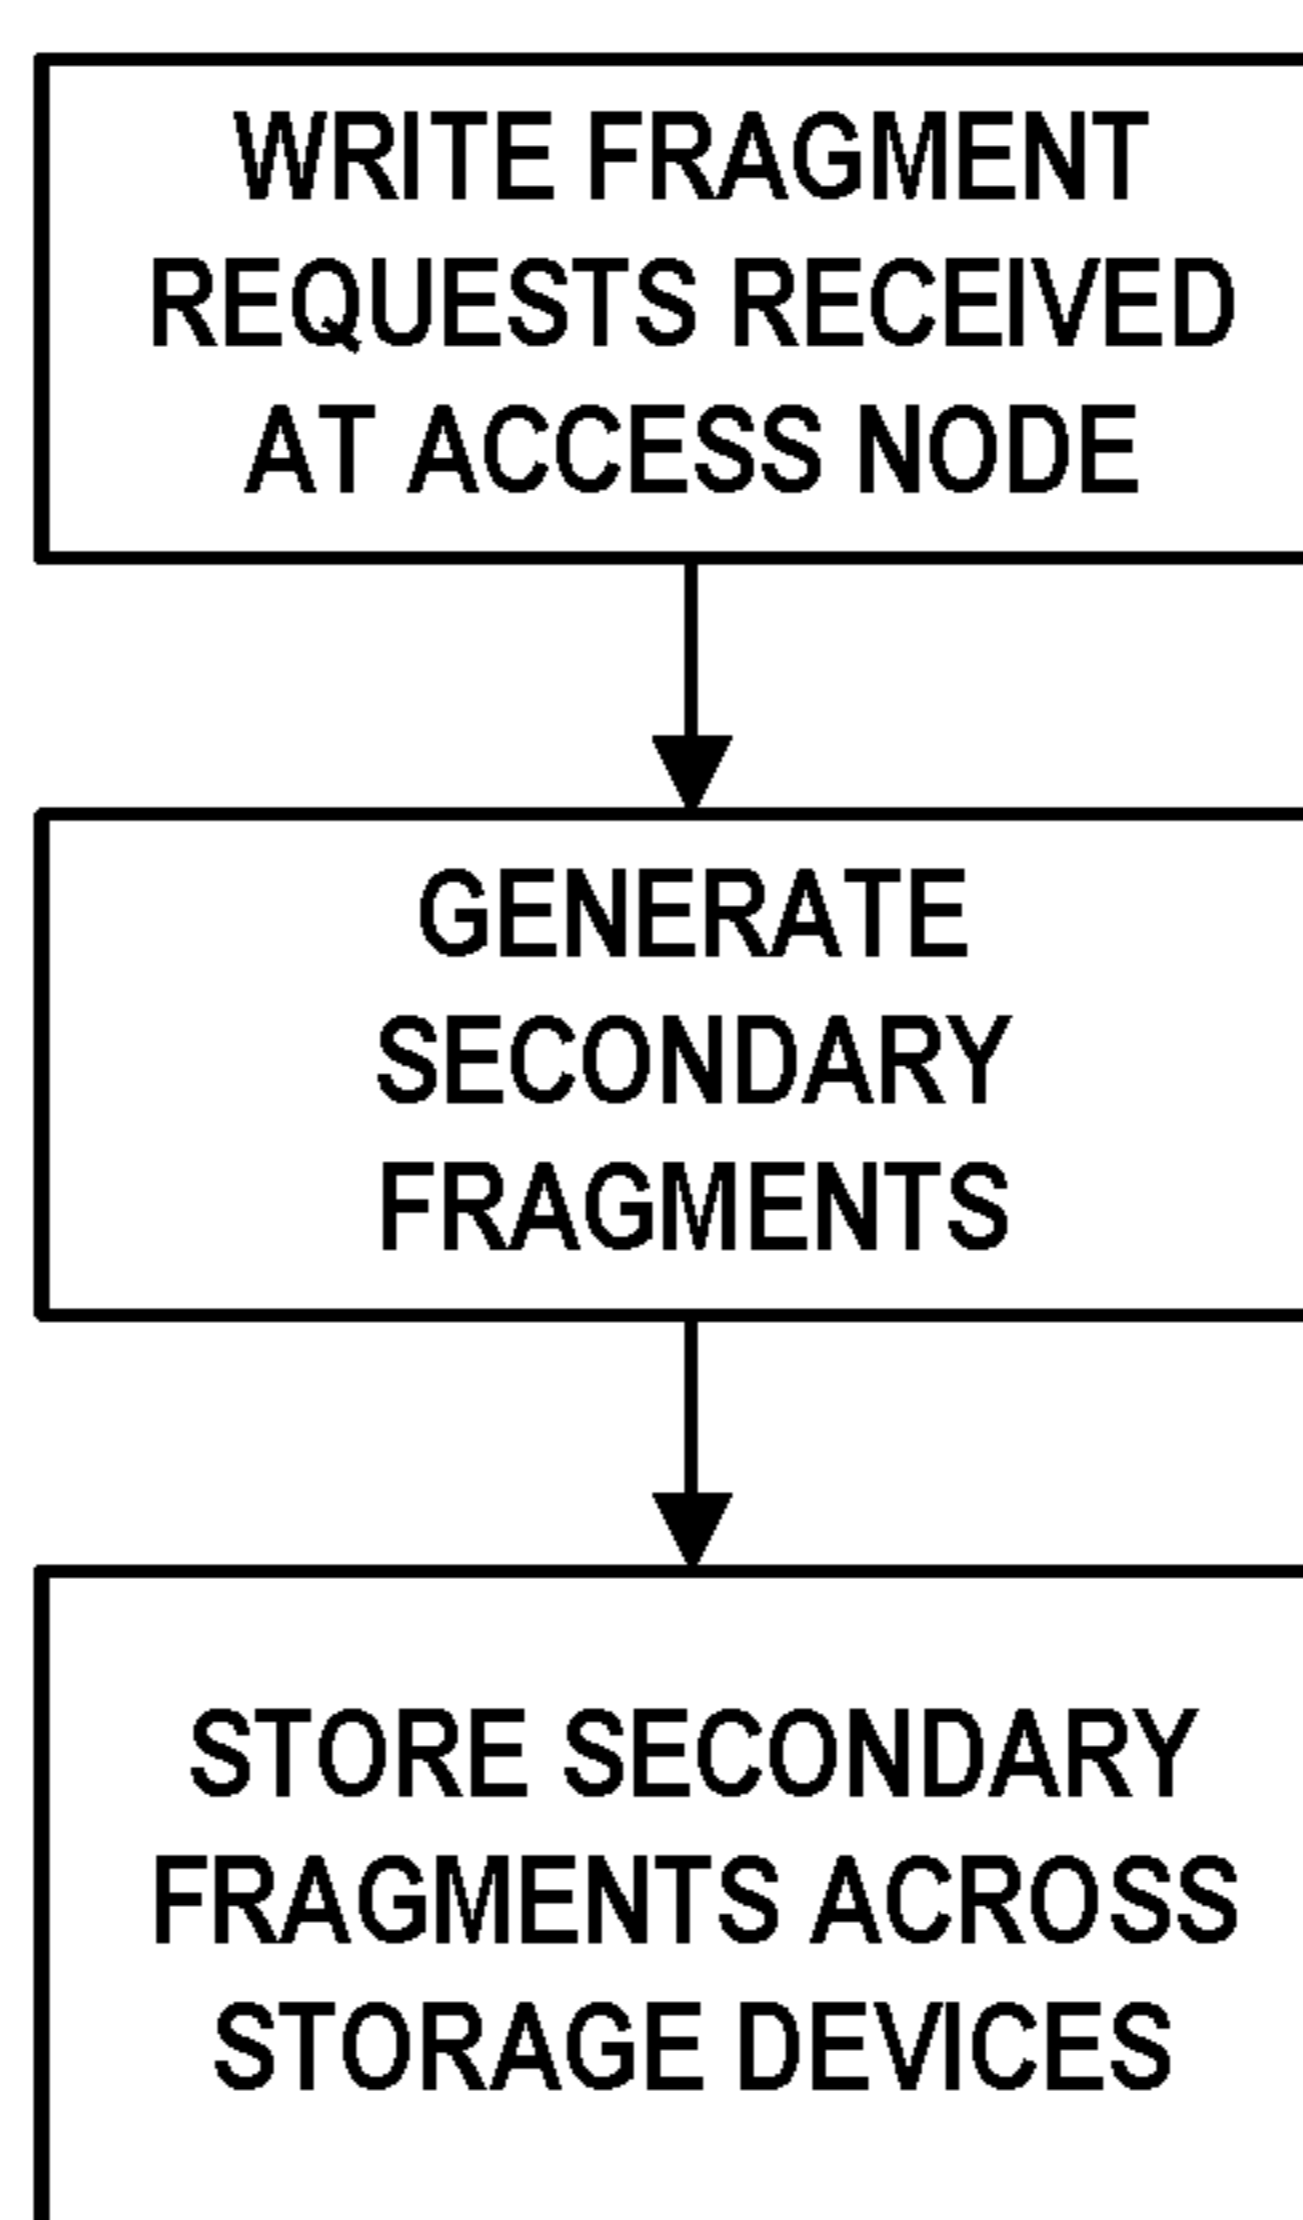 WRITE FRAGMENT
REQUESTS RECEIVED
AT ACCESS NODE
GENERATE
SECONDARY
FRAGMENTS
STORE SECONDARY
FRAGMENTS ACROSS
STORAGE DEVICES